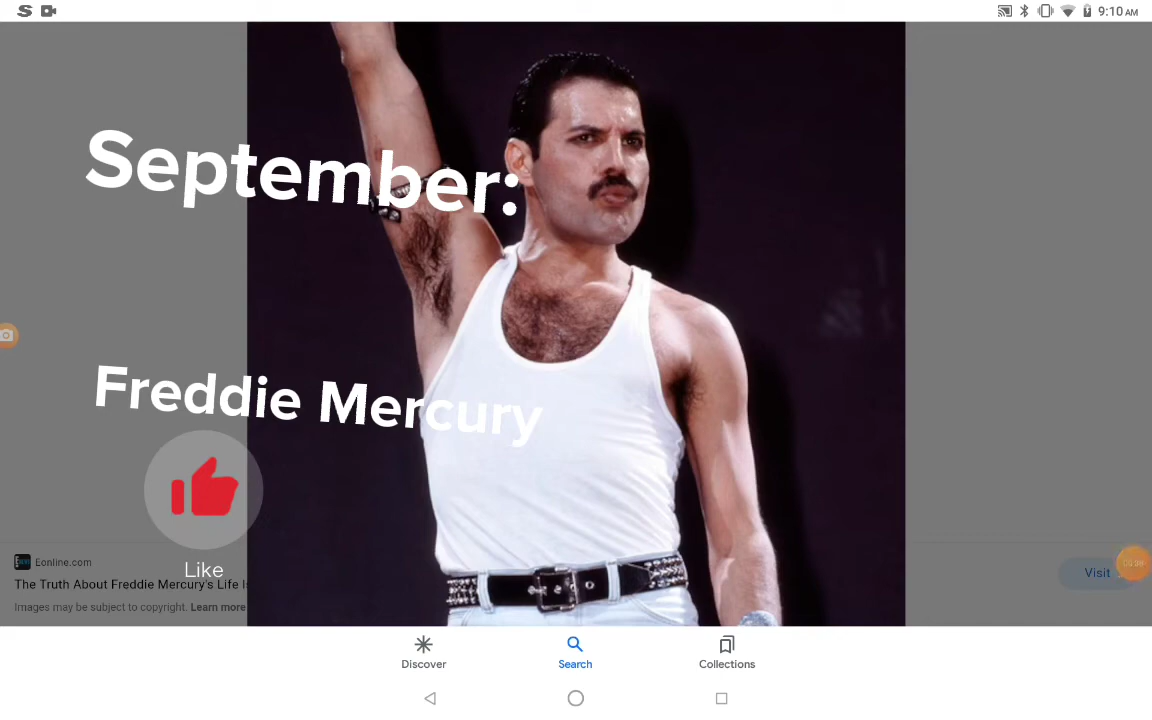 9:10 AM
September:
Freddie Mercury
Like
Eonline.com
The Truth About Freddie Mercury's Life
Images may be subject to copyright. Learn more
Visit
Discover
Search
Collections